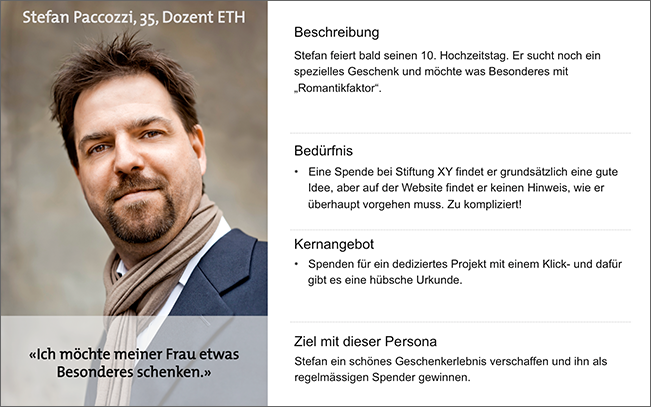 Stefan Paccozzi, 35, Dozent ETH
«Ich möchte meiner Frau etwas
Besonderes schenken.»
Beschreibung
Stefan feiert bald seinen 10. Hochzeitstag. Er sucht noch ein
spezielles Geschenk und möchte was Besonderes mit
„Romantikfaktor“.
Bedürfnis
• Eine Spende bei Stiftung XY findet er grundsätzlich eine gute
Idee, aber auf der Website findet er keinen Hinweis, wie er
überhaupt vorgehen muss. Zu kompliziert!
Kernangebot
• Spenden für ein dediziertes Projekt mit einem Klick- und dafür
gibt es eine hübsche Urkunde.
Ziel mit dieser Persona
Stefan ein schönes Geschenkerlebnis verschaffen und ihn als
regelmässigen Spender gewinnen.